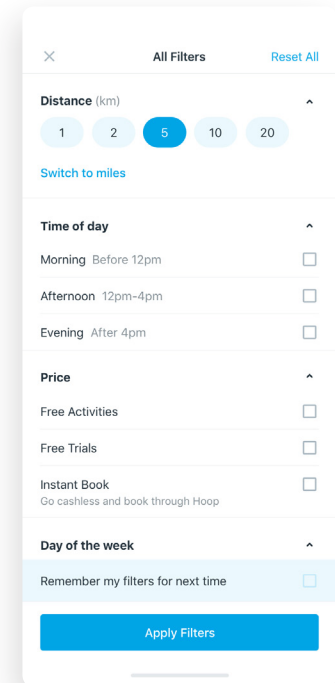 All Filters Reset All
Distance (km)
1 2 5 10 20
Switch to miles
Time of day
Morning Before 12pm
Afternoon 12pm-4pm
Evening After 4pm
Price
Free Activities
Free Trials
Instant Book
Go cashless and book through Hoop
Day of the week
Remember my filters for next time
Apply Filters